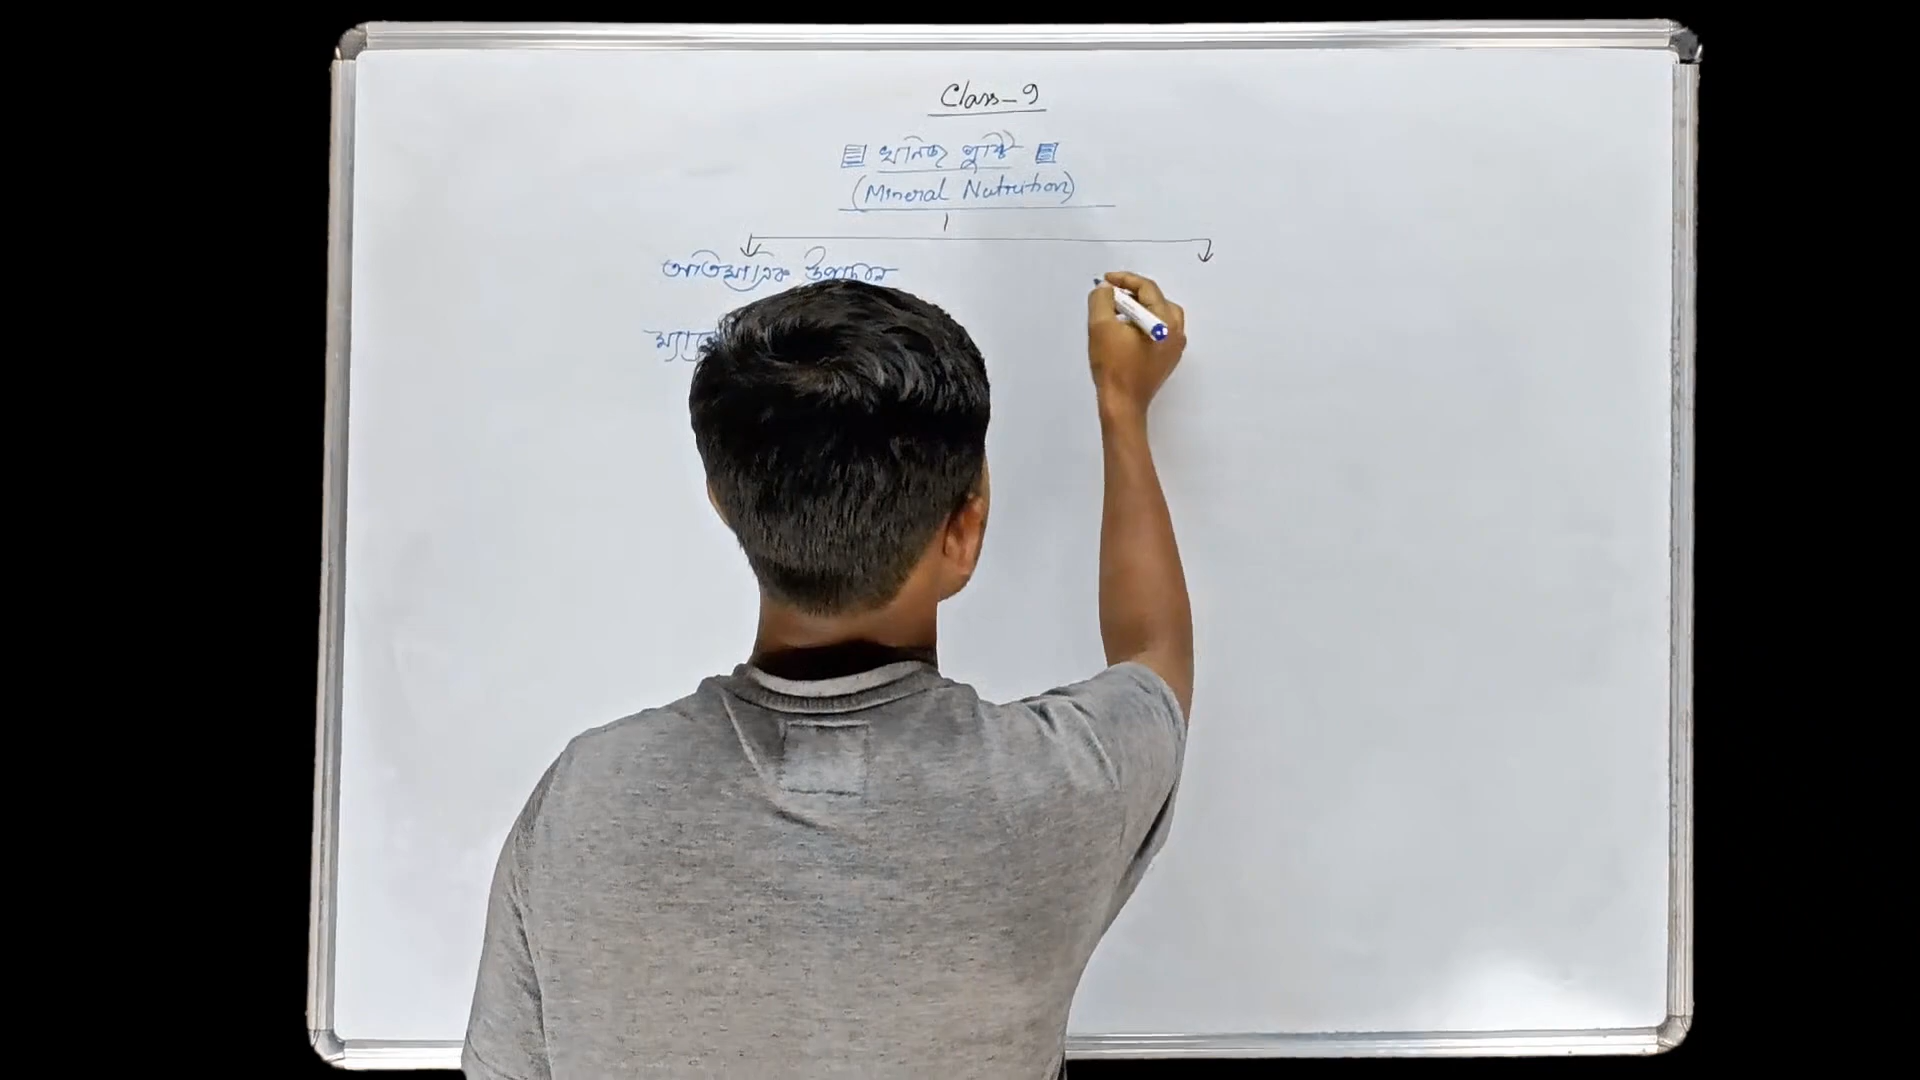 Class-9
খনিজ পুষ্টি
(Mineral Nutrition)
অতিমাত্রিক উপাদান